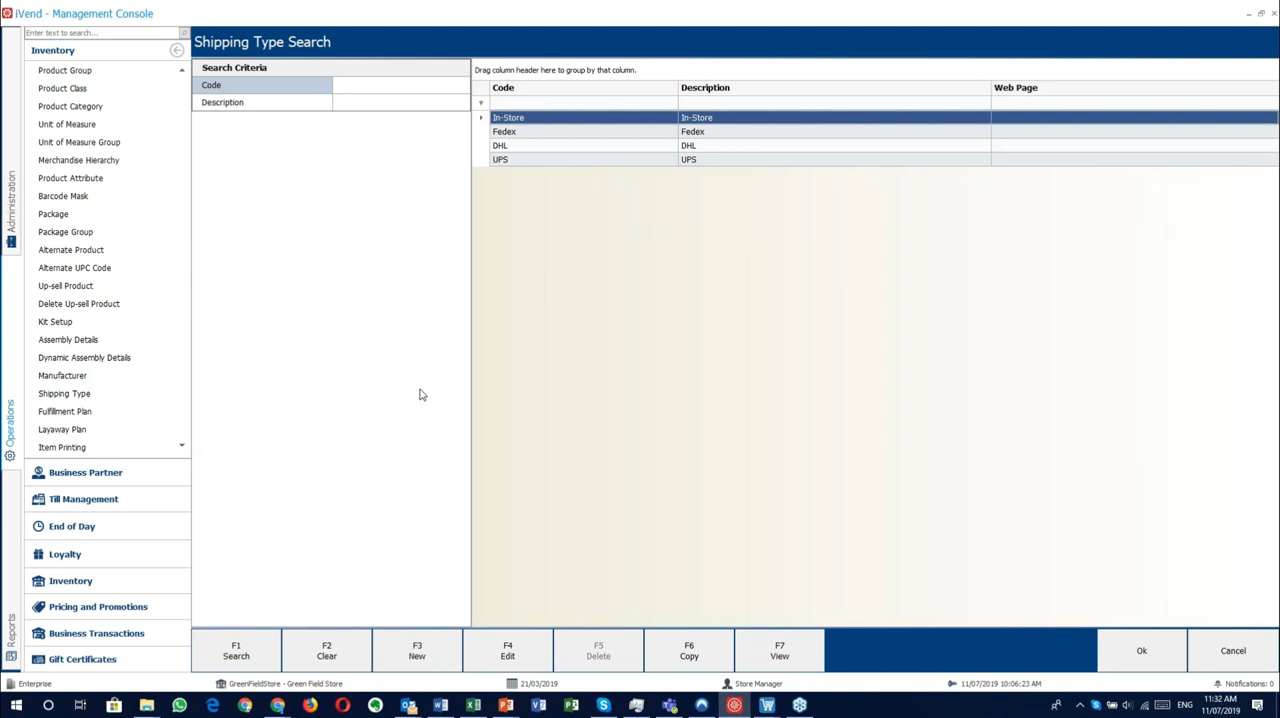 iVend - Management Console
Enter text to search...
Shipping Type Search
Inventory
Product Group
Product Class
Product Category
Unit of Measure
Unit of Measure Group
Merchandise Hierarchy
Product Attribute
Barcode Mask
Package
Package Group
Alternate Product
Alternate UPC Code
Up-sell Product
Delete Up-sell Product
Kit Setup
Assembly Details
Dynamic Assembly Details
Manufacturer
Shipping Type
Fulfillment Plan
Layaway Plan
Item Printing
Business Partner
Till Management
End of Day
Loyalty
Inventory
Pricing and Promotions
Business Transactions
Gift Certificates
Administration
Operations
Reports
Search Criteria
Code
Description
Drag column header here to group by that column.
Code Description Web Page
In-Store In-Store
Fedex Fedex
DHL DHL
UPS UPS
F1 F2 F3 F4 F5 F6 F7
Search Clear New Edit Delete Copy View Ok Cancel
Enterprise GreenFieldStore - Green Field Store 21/03/2019 Store Manager 11/07/2019 10:06:23 AM Notifications: 0
ENG 11:32 AM
11/07/2019